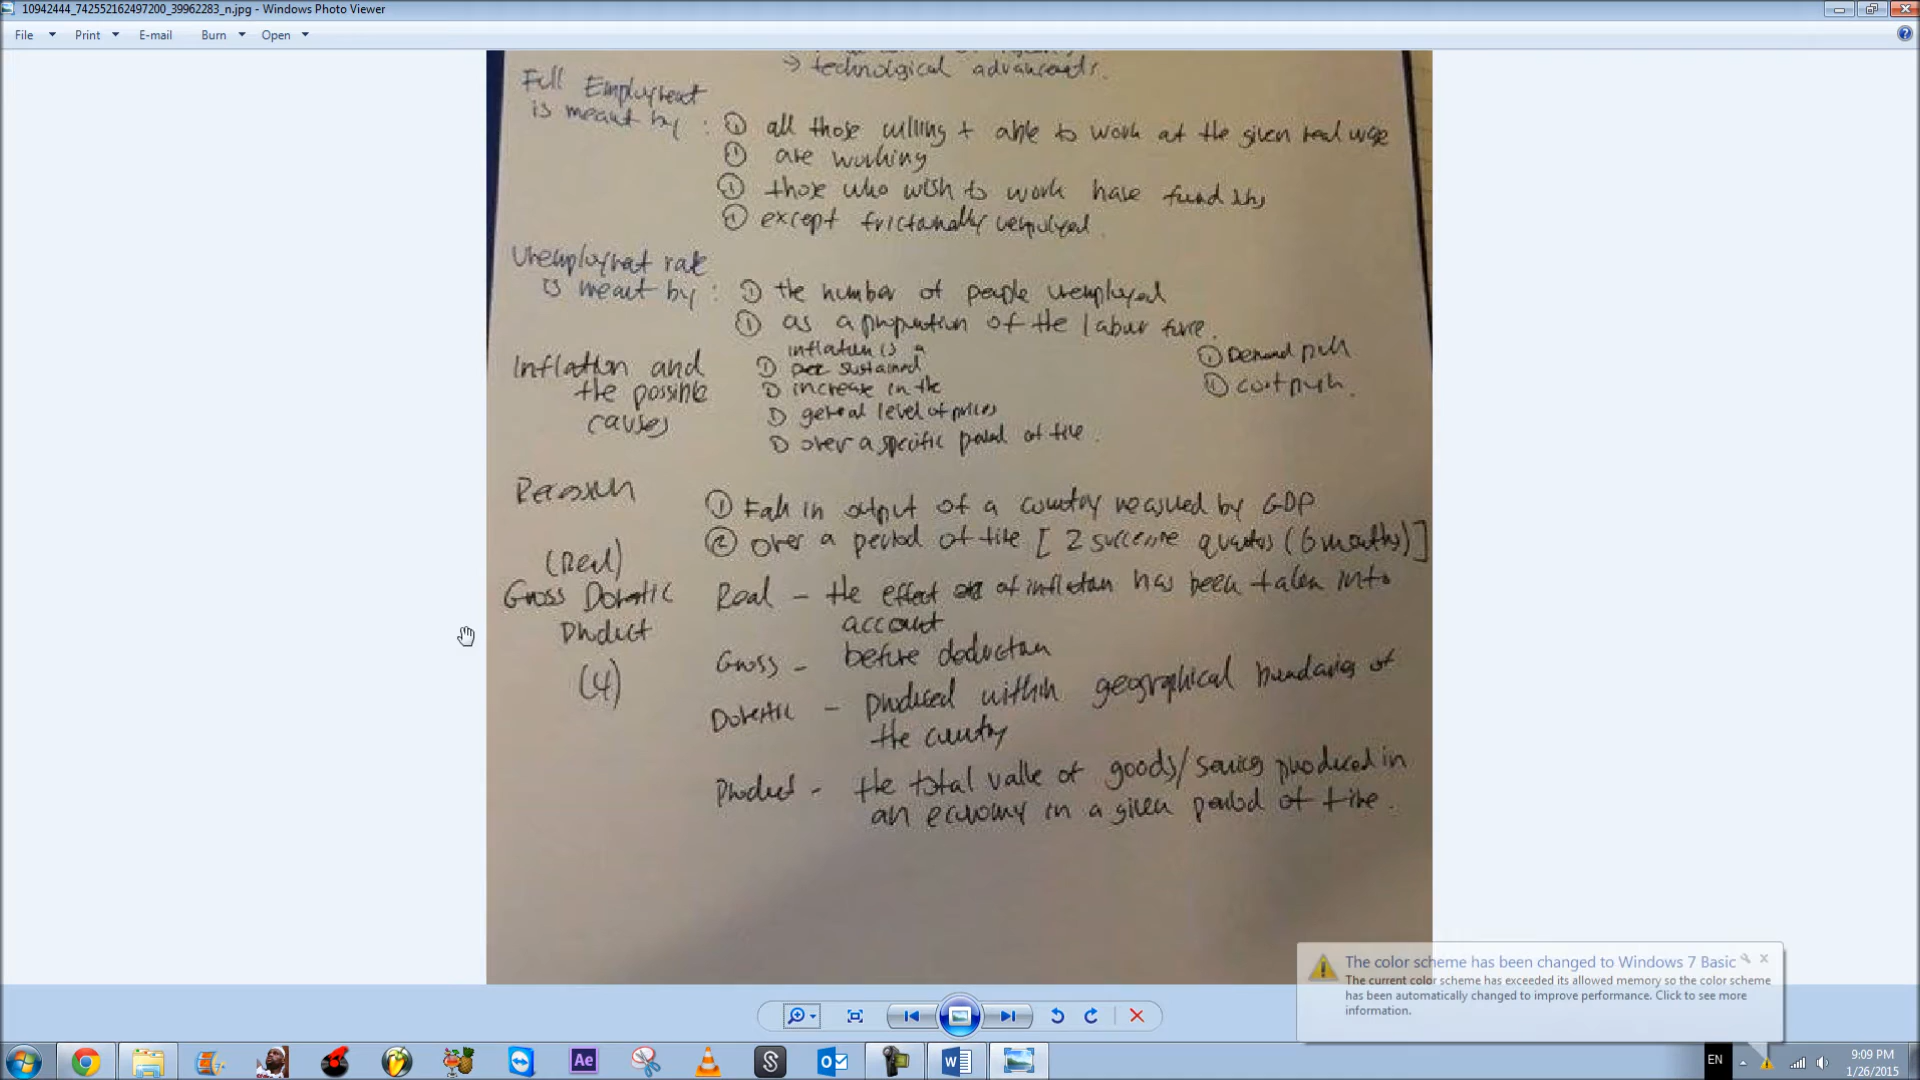 10942444_742552162497200_39962283_n.jpg - Windows Photo Viewer
File Print E-mail Burn Open
→ technolgical advancements.
Full Employment
is meant by :
① all those willing + able to work at the given real wage
① are working
① those who wish to work have found jobs
① except frictionally unemployed.
Unemployment rate
is meant by :
① the number of people unemployed
① as a proportion of the labour force.
Inflation and
the possible
causes
inflation is a
① sustained
① increase in the
① general level of prices
① over a specific period of time.
① Demand pull
① cost push.
Recession
① Fall in output of a country measured by GDP
② over a period of time [ 2 successive quarters (6 months) ]
(Real)
Gross Domestic
Product
(4)
Real – the effect of inflation has been taken into
account
Gross – before deduction
Domestic – produced within geographical boundaries of
the country
Product – the total value of goods/services produced in
an economy in a given period of time.
The color scheme has been changed to Windows 7 Basic
The current color scheme has exceeded its allowed memory so the color scheme
has been automatically changed to improve performance. Click to see more
information.
Ae
EN
9:09 PM
1/26/2015